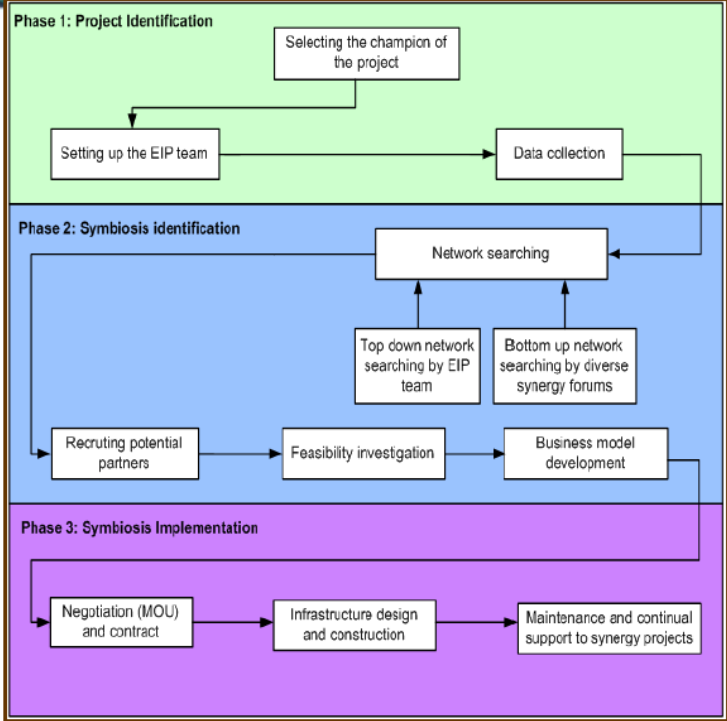 Phase 1: Project Identification
Selecting the champion of
the project
Setting up the EIP team
Data collection
Phase 2: Symbiosis identification
Network searching
Top down network
searching by EIP
team
Bottom up network
searching by diverse
synergy forums
Recruting potential
partners
Feasibility investigation
Business model
development
Phase 3: Symbiosis Implementation
Negotiation (MOU)
and contract
Infrastructure design
and construction
Maintenance and continual
support to synergy projects